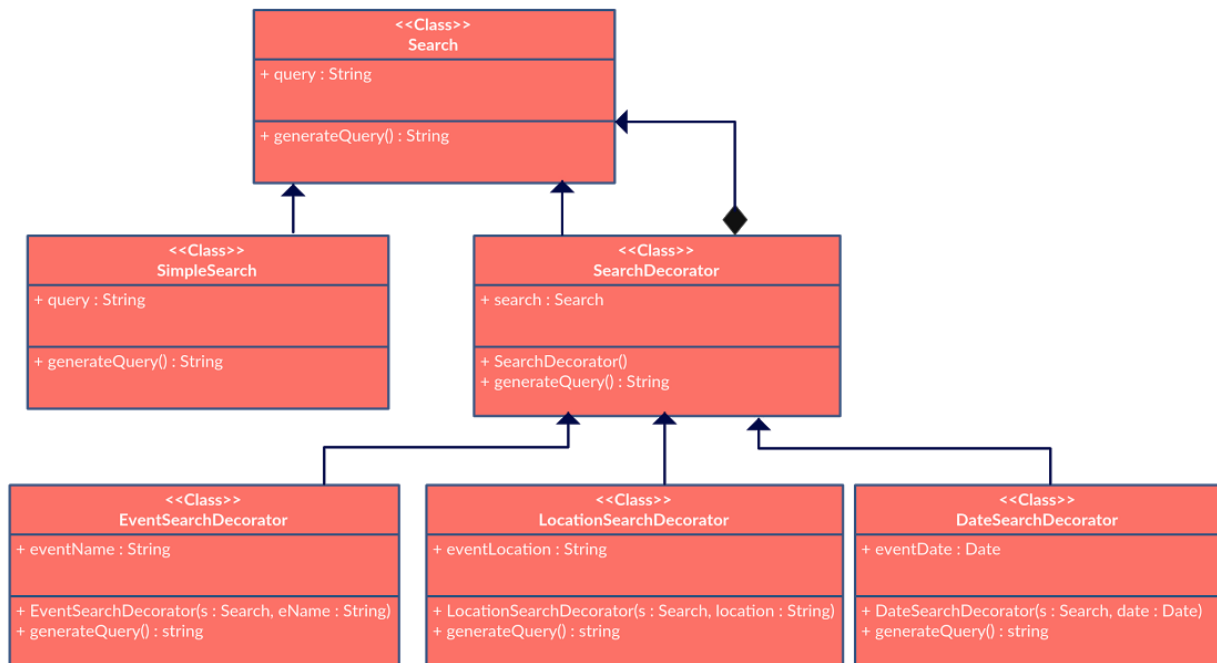 <<Class>>
Search
+ query : String
+ generateQuery() : String
<<Class>>
SimpleSearch
+ query : String
+ generateQuery() : String
<<Class>>
SearchDecorator
+ search : Search
+ SearchDecorator()
+ generateQuery() : String
<<Class>>
EventSearchDecorator
+ eventName : String
+ EventSearchDecorator(s : Search, eName : String)
+ generateQuery() : string
<<Class>>
LocationSearchDecorator
+ eventLocation : String
+ LocationSearchDecorator(s : Search, location : String)
+ generateQuery() : string
<<Class>>
DateSearchDecorator
+ eventDate : Date
+ DateSearchDecorator(s : Search, date : Date)
+ generateQuery() : string